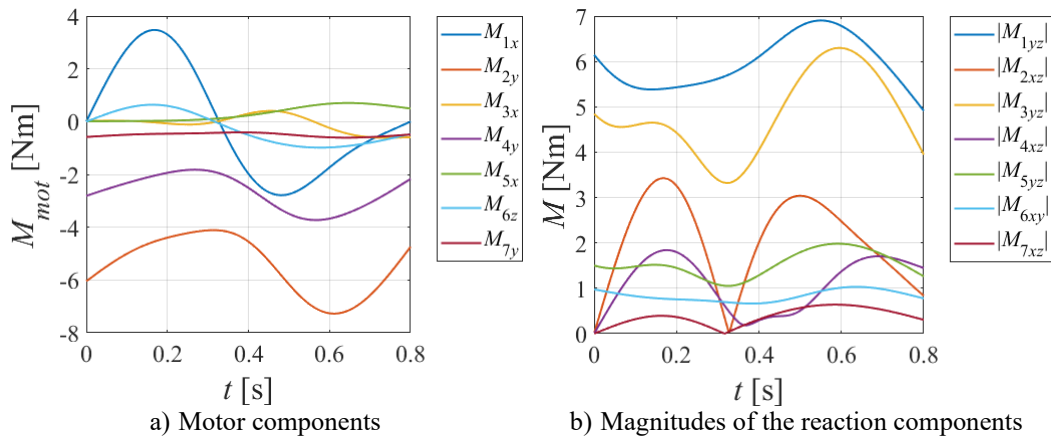 M_mot [Nm]
4
2
0
-2
-4
-6
-8
0
0.2
0.4
0.6
0.8
t [s]
M_1x
M_2y
M_3x
M_4y
M_5x
M_6z
M_7y
a) Motor components
M [Nm]
7
6
5
4
3
2
1
0
0
0.2
0.4
0.6
0.8
t [s]
|M_1yz|
|M_2xz|
|M_3yz|
|M_4xz|
|M_5yz|
|M_6xy|
|M_7xz|
b) Magnitudes of the reaction components